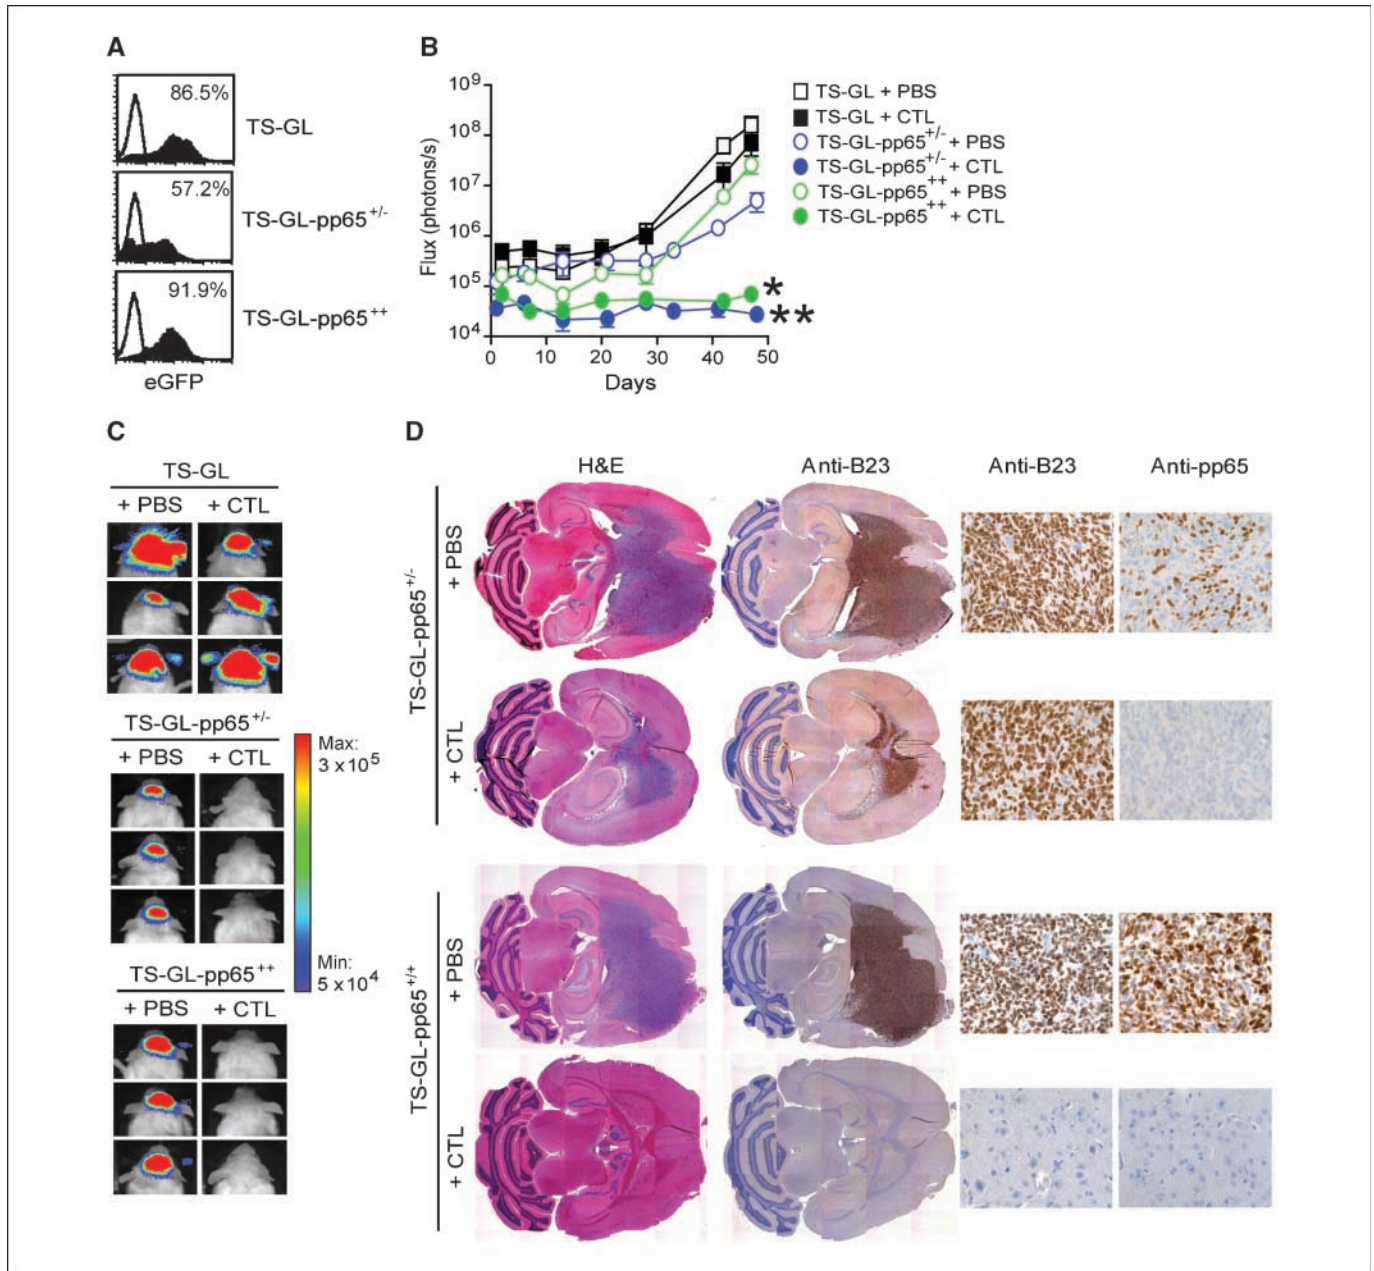 A
86.5%
TS-GL
57.2%
TS-GL-pp65+/-
91.9%
TS-GL-pp65++
eGFP
B
10⁹
10⁸
10⁷
10⁶
10⁵
10⁴
Flux (photons/s)
0 10 20 30 40 50
Days
*
**
TS-GL + PBS
TS-GL + CTL
TS-GL-pp65+/- + PBS
TS-GL-pp65+/- + CTL
TS-GL-pp65++ + PBS
TS-GL-pp65++ + CTL
C
TS-GL
+ PBS + CTL
TS-GL-pp65+/-
+ PBS + CTL
TS-GL-pp65++
+ PBS + CTL
Max:
3 x 10⁵
Min:
5 x 10⁴
D
H&E Anti-B23 Anti-B23 Anti-pp65
TS-GL-pp65+/-
+ PBS
+ CTL
TS-GL-pp65+/+
+ PBS
+ CTL